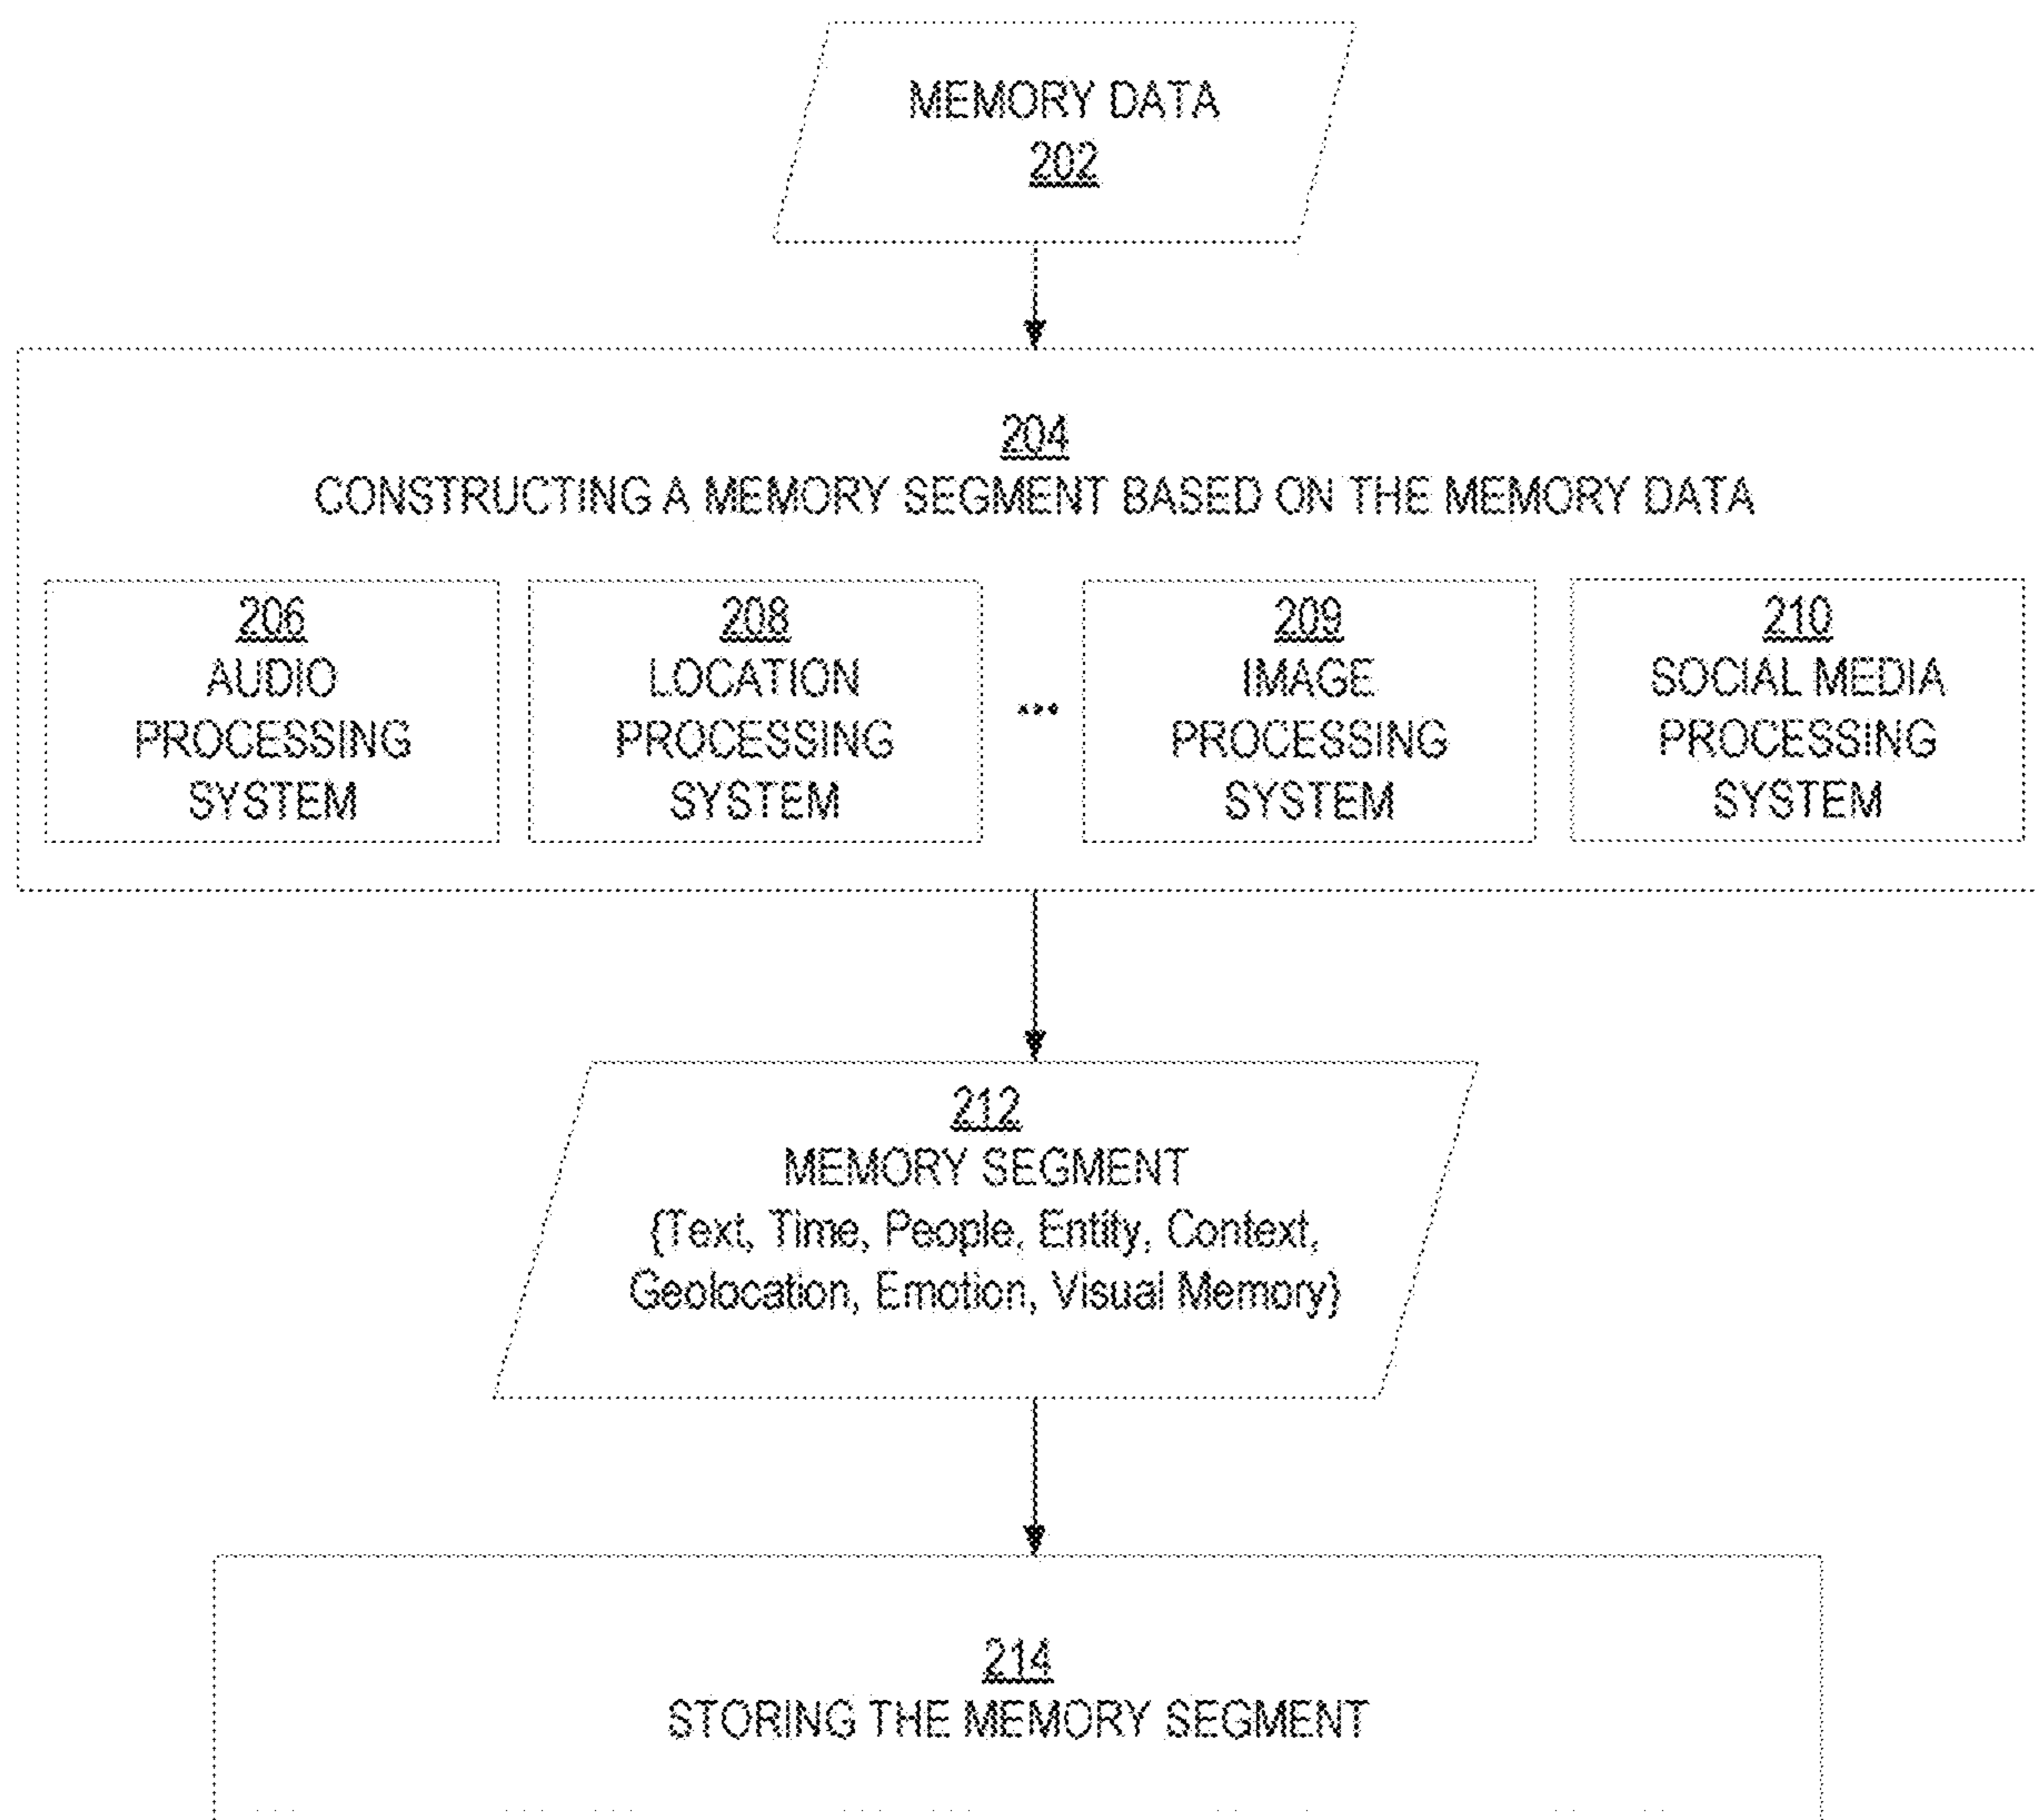 MEMORY DATA
202
204
CONSTRUCTING A MEMORY SEGMENT BASED ON THE MEMORY DATA
206
AUDIO
PROCESSING
SYSTEM
208
LOCATION
PROCESSING
SYSTEM
...
209
IMAGE
PROCESSING
SYSTEM
210
SOCIAL MEDIA
PROCESSING
SYSTEM
212
MEMORY SEGMENT
{Text, Time, People, Entity, Context,
Geolocation, Emotion, Visual Memory}
214
STORING THE MEMORY SEGMENT